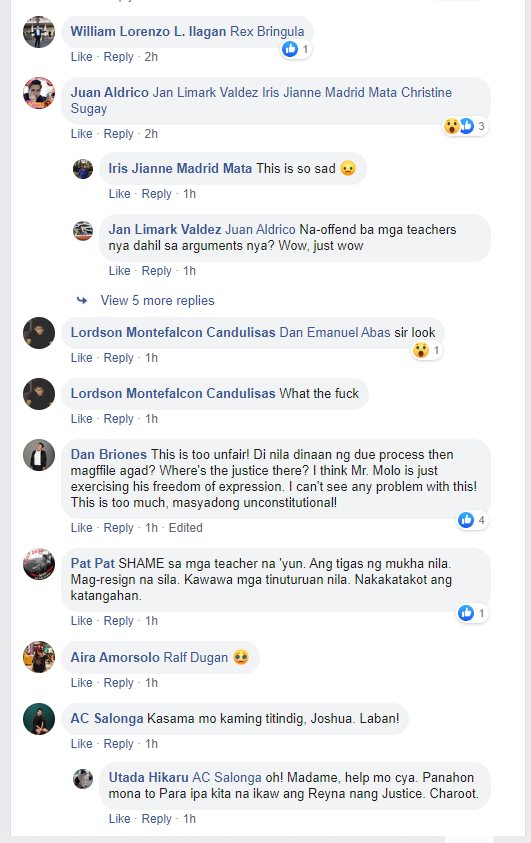 William Lorenzo L. Ilagan Rex Bringula
1
Like · Reply · 2h
Juan Aldrico Jan Limark Valdez Iris Jianne Madrid Mata Christine
Sugay
3
Like · Reply · 2h
Iris Jianne Madrid Mata This is so sad 😦
Like · Reply · 1h
Jan Limark Valdez Juan Aldrico Na-offend ba mga teachers
nya dahil sa arguments nya? Wow, just wow
Like · Reply · 1h
View 5 more replies
Lordson Montefalcon Candulisas Dan Emanuel Abas sir look
1
Like · Reply · 1h
Lordson Montefalcon Candulisas What the fuck
Like · Reply · 1h
Dan Briones This is too unfair! Di nila dinaan ng due process then
magffile agad? Where's the justice there? I think Mr. Molo is just
exercising his freedom of expression. I can't see any problem with this!
This is too much, masyadong unconstitutional!
4
Like · Reply · 1h · Edited
Pat Pat SHAME sa mga teacher na 'yun. Ang tigas ng mukha nila.
Mag-resign na sila. Kawawa mga tinuturuan nila. Nakakatakot ang
katangahan.
1
Like · Reply · 1h
Aira Amorsolo Ralf Dugan 🥺
Like · Reply · 1h
AC Salonga Kasama mo kaming titindig, Joshua. Laban!
Like · Reply · 1h
Utada Hikaru AC Salonga oh! Madame, help mo cya. Panahon
mona to Para ipa kita na ikaw ang Reyna nang Justice. Charoot.
Like · Reply · 1h